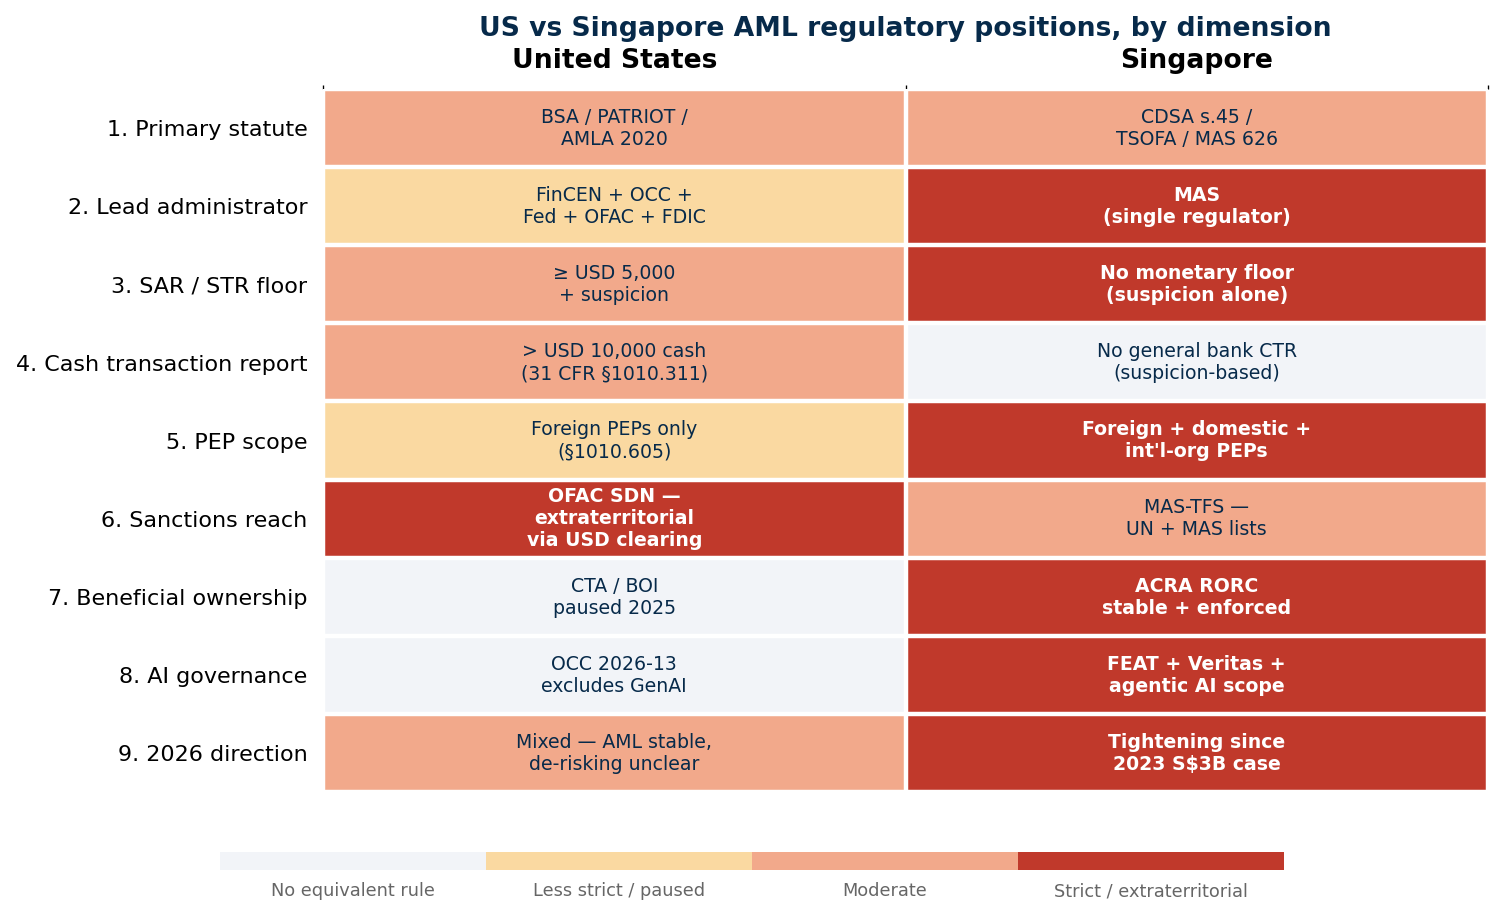 US vs Singapore AML regulatory positions, by dimension
United States
Singapore
1. Primary statute
BSA / PATRIOT /
AMLA 2020
CDSA s.45 /
TSOFA / MAS 626
2. Lead administrator
FinCEN + OCC +
Fed + OFAC + FDIC
MAS
(single regulator)
3. SAR / STR floor
≥ USD 5,000
+ suspicion
No monetary floor
(suspicion alone)
4. Cash transaction report
> USD 10,000 cash
(31 CFR §1010.311)
No general bank CTR
(suspicion-based)
5. PEP scope
Foreign PEPs only
(§1010.605)
Foreign + domestic +
int'l-org PEPs
6. Sanctions reach
OFAC SDN —
extraterritorial
via USD clearing
MAS-TFS —
UN + MAS lists
7. Beneficial ownership
CTA / BOI
paused 2025
ACRA RORC
stable + enforced
8. AI governance
OCC 2026-13
excludes GenAI
FEAT + Veritas +
agentic AI scope
9. 2026 direction
Mixed — AML stable,
de-risking unclear
Tightening since
2023 S$3B case
No equivalent rule
Less strict / paused
Moderate
Strict / extraterritorial